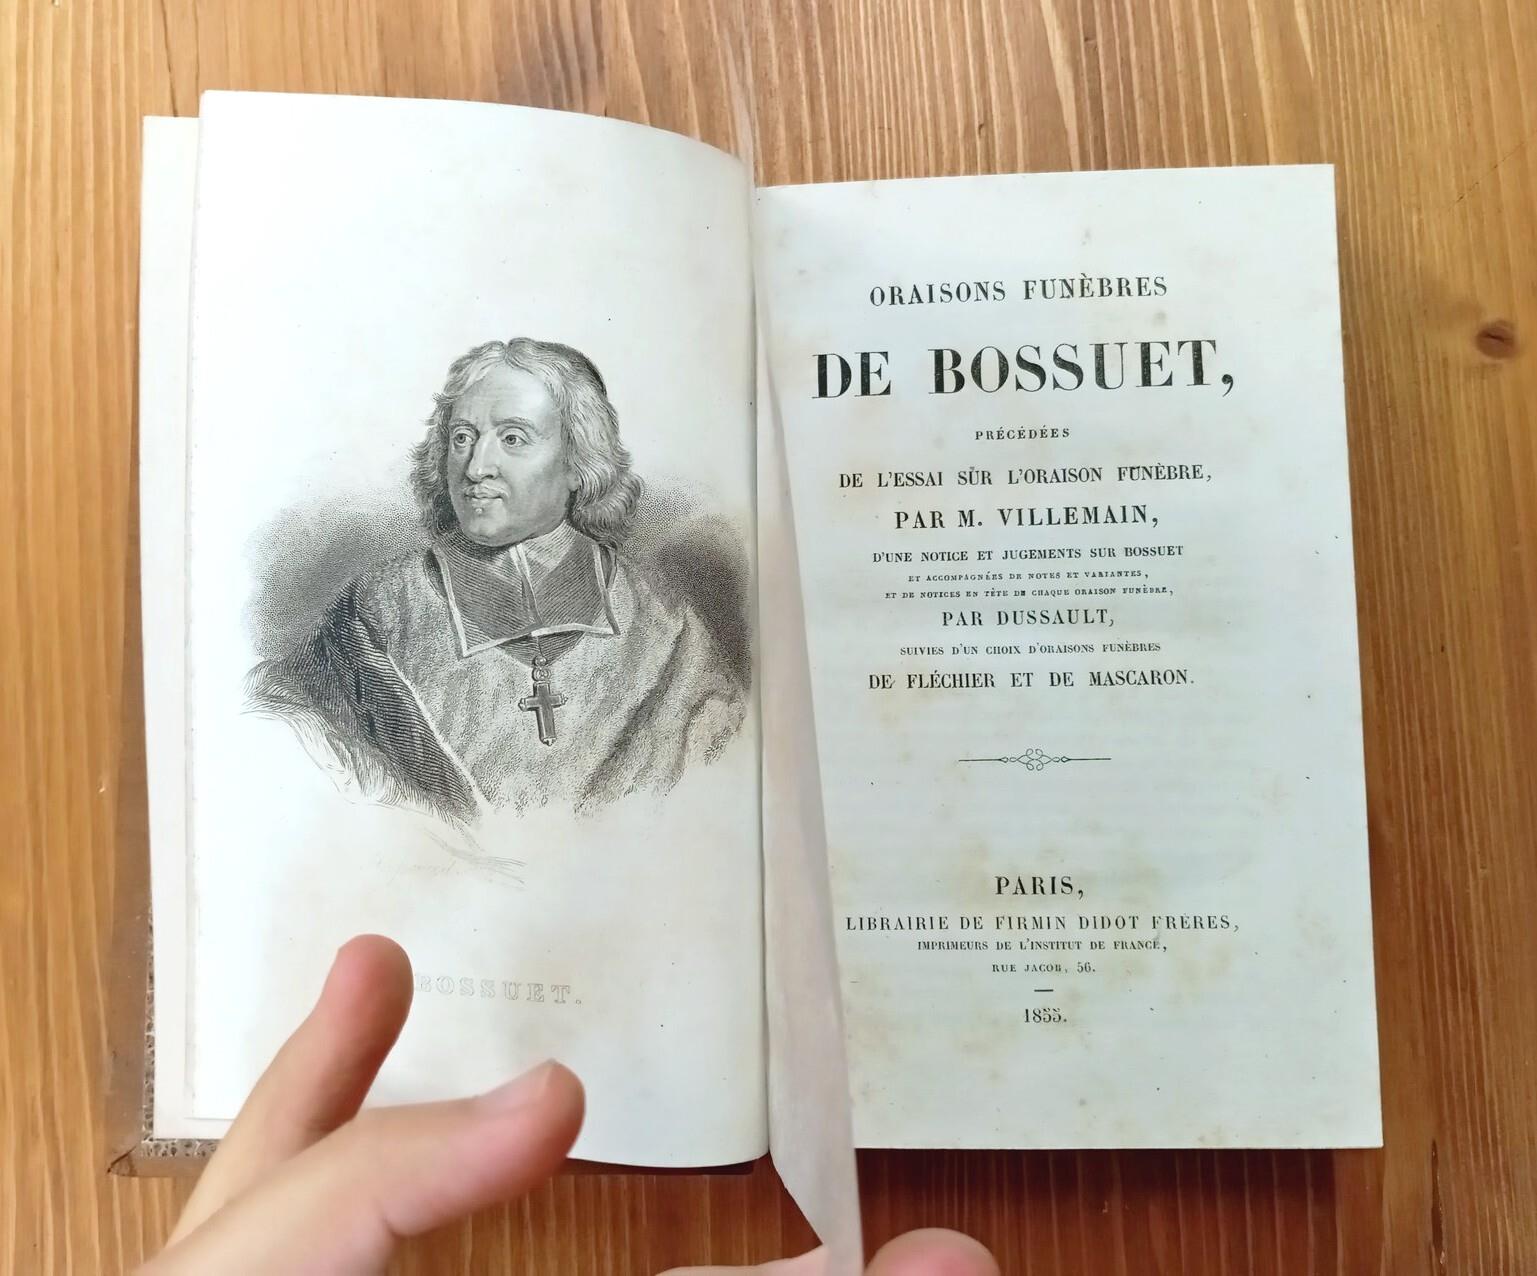 BOSSUET.
ORAISONS FUNÈBRES
DE BOSSUET,
PRÉCÉDÉES
DE L'ESSAI SUR L'ORAISON FUNÈBRE,
PAR M. VILLEMAIN,
D'UNE NOTICE ET JUGEMENTS SUR BOSSUET
ET ACCOMPAGNÉES DE NOTES ET VARIANTES,
ET DE NOTICES EN TÊTE DE CHAQUE ORAISON FUNÈBRE,
PAR DUSSAULT,
SUIVIES D'UN CHOIX D'ORAISONS FUNÈBRES
DE FLÉCHIER ET DE MASCARON.
PARIS,
LIBRAIRIE DE FIRMIN DIDOT FRÈRES,
IMPRIMEURS DE L'INSTITUT DE FRANCE,
RUE JACOB, 56.
1855.